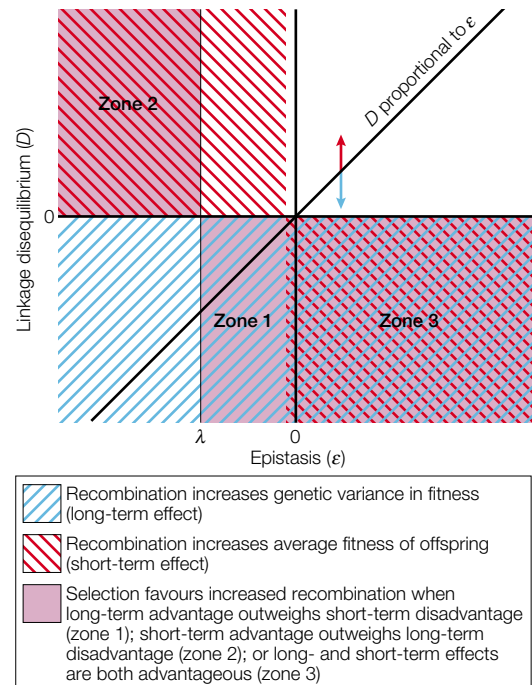 Linkage disequilibrium (D)
Zone 2
D proportional to ε
0
Zone 1
Zone 3
λ
0
Epistasis (ε)
Recombination increases genetic variance in fitness
(long-term effect)
Recombination increases average fitness of offspring
(short-term effect)
Selection favours increased recombination when
long-term advantage outweighs short-term disadvantage
(zone 1); short-term advantage outweighs long-term
disadvantage (zone 2); or long- and short-term effects
are both advantageous (zone 3)